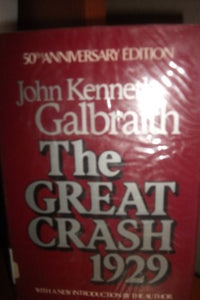 50TH ANNIVERSARY EDITION
John Kenneth
Galbraith
The
GREAT
CRASH
1929
WITH A NEW INTRODUCTION BY THE AUTHOR